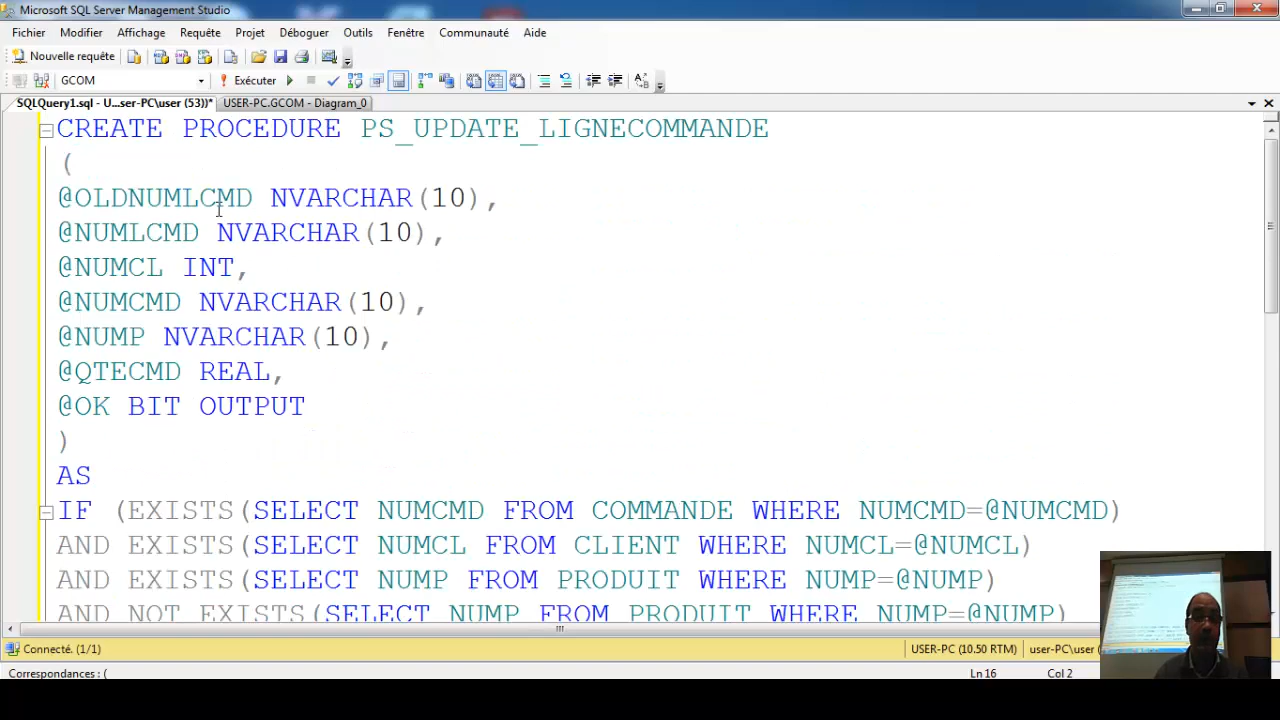 Microsoft SQL Server Management Studio
Fichier Modifier Affichage Requête Projet Déboguer Outils Fenêtre Communauté Aide
Nouvelle requête
GCOM Exécuter
SQLQuery1.sql - U...ser-PC\user (53))* USER-PC.GCOM - Diagram_0
CREATE PROCEDURE PS_UPDATE_LIGNECOMMANDE
(
@OLDNUMLCMD NVARCHAR(10),
@NUMLCMD NVARCHAR(10),
@NUMCL INT,
@NUMCMD NVARCHAR(10),
@NUMP NVARCHAR(10),
@QTECMD REAL,
@OK BIT OUTPUT
)
AS
IF (EXISTS(SELECT NUMCMD FROM COMMANDE WHERE NUMCMD=@NUMCMD)
AND EXISTS(SELECT NUMCL FROM CLIENT WHERE NUMCL=@NUMCL)
AND EXISTS(SELECT NUMP FROM PRODUIT WHERE NUMP=@NUMP)
AND NOT EXISTS(SELECT NUMP FROM PRODUIT WHERE NUMP=@NUMP)
Connecté. (1/1) USER-PC (10.50 RTM) user-PC\user (
Correspondances : ( Ln 16 Col 2